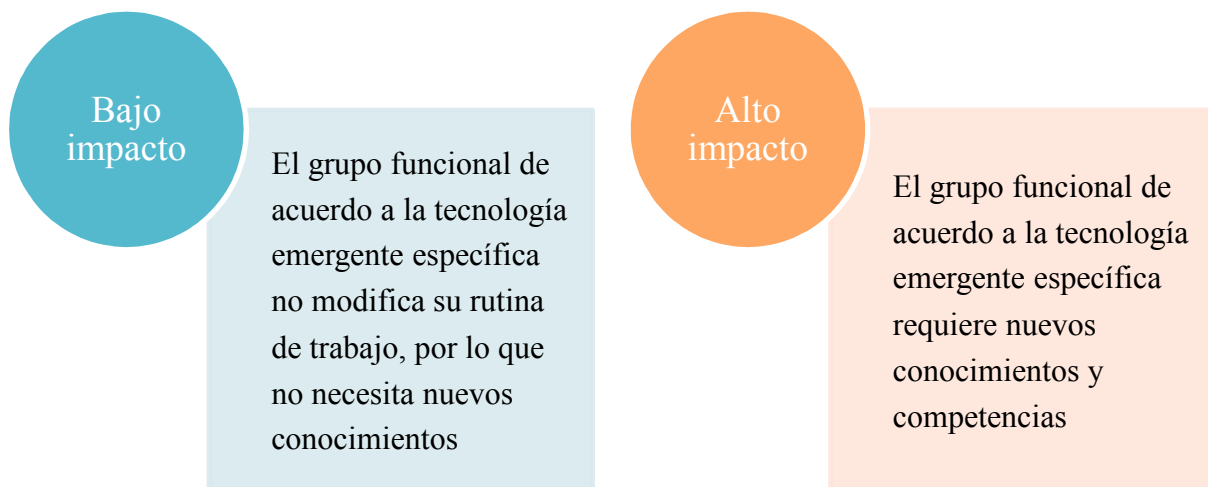 Bajo
impacto
El grupo funcional de
acuerdo a la tecnología
emergente específica
no modifica su rutina
de trabajo, por lo que
no necesita nuevos
conocimientos
Alto
impacto
El grupo funcional de
acuerdo a la tecnología
emergente específica
requiere nuevos
conocimientos y
competencias